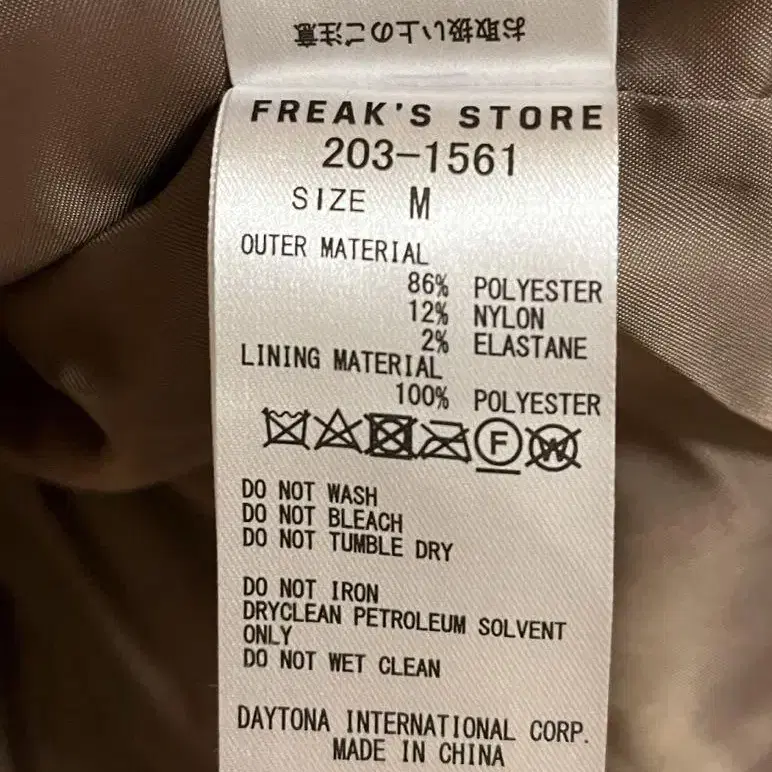 お取扱い上のご注意
FREAK'S STORE
203-1561
SIZE M
OUTER MATERIAL
86% POLYESTER
12% NYLON
2% ELASTANE
LINING MATERIAL
100% POLYESTER
F W
DO NOT WASH
DO NOT BLEACH
DO NOT TUMBLE DRY
DO NOT IRON
DRYCLEAN PETROLEUM SOLVENT
ONLY
DO NOT WET CLEAN
DAYTONA INTERNATIONAL CORP.
MADE IN CHINA